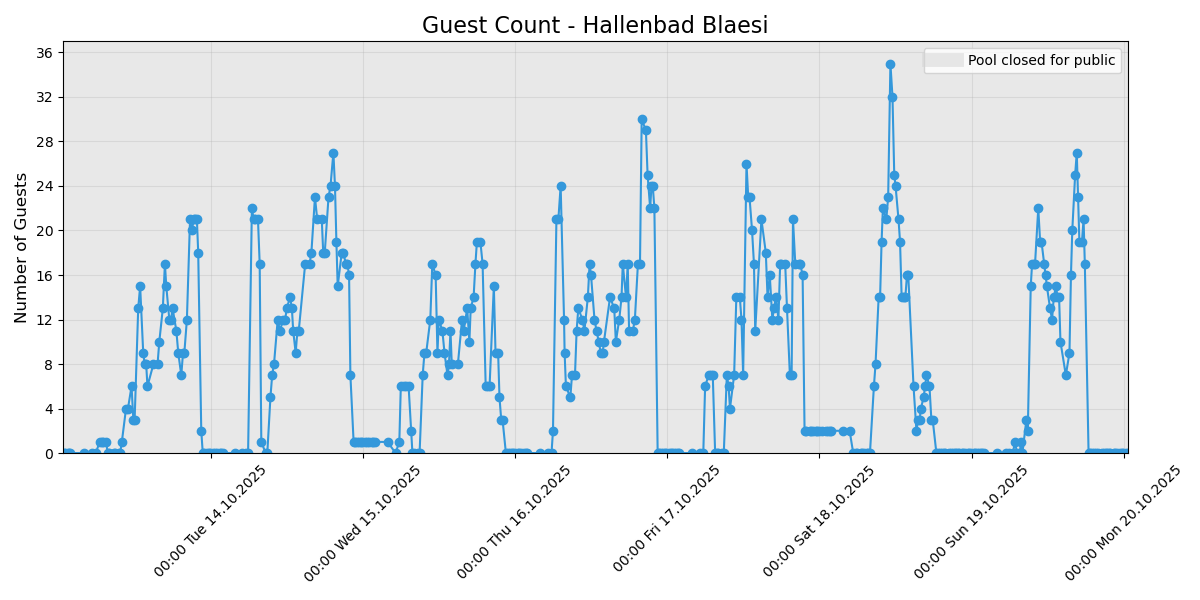 Guest Count - Hallenbad Blaesi
Pool closed for public
Number of Guests
36
32
28
24
20
16
12
8
4
0
00:00 Tue 14.10.2025
00:00 Wed 15.10.2025
00:00 Thu 16.10.2025
00:00 Fri 17.10.2025
00:00 Sat 18.10.2025
00:00 Sun 19.10.2025
00:00 Mon 20.10.2025